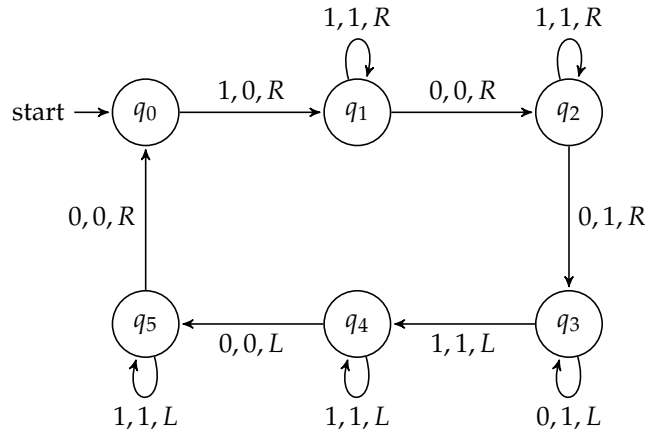 1, 1, R
1, 1, R
start
q0
1, 0, R
q1
0, 0, R
q2
0, 0, R
0, 1, R
q5
0, 0, L
q4
1, 1, L
q3
1, 1, L
1, 1, L
0, 1, L